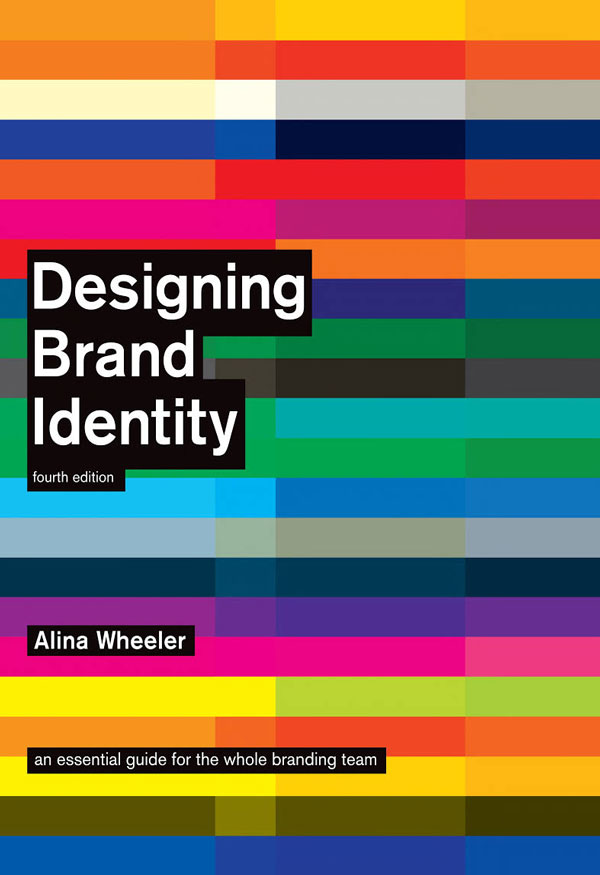 Designing
Brand
Identity
fourth edition
Alina Wheeler
an essential guide for the whole branding team